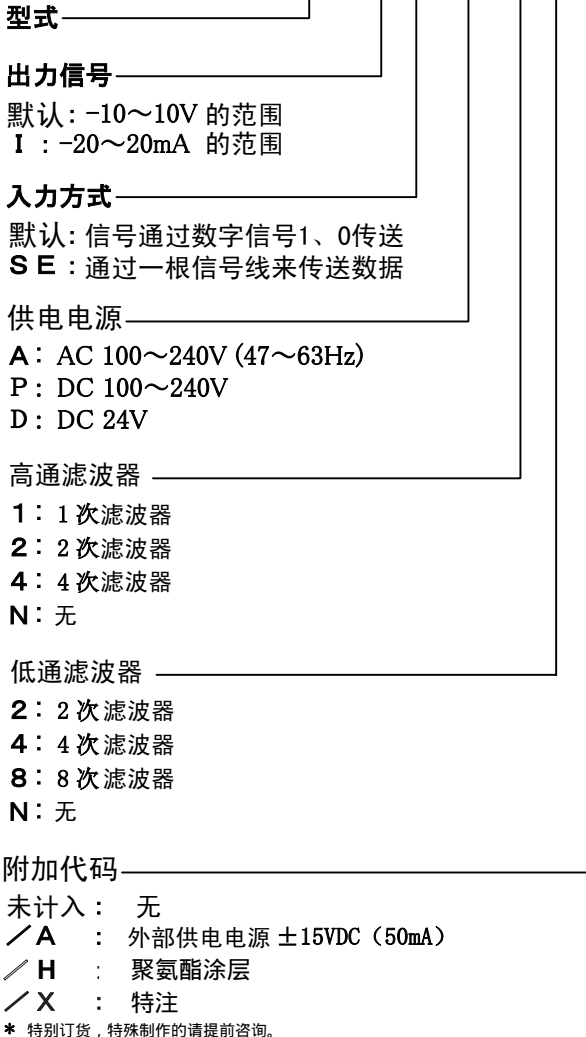 型式
出力信号
默认：-10～10V 的范围
I ：-20～20mA 的范围
入力方式
默认：信号通过数字信号1、0传送
SE：通过一根信号线来传送数据
供电电源
A：AC 100～240V (47～63Hz)
P：DC 100～240V
D：DC 24V
高通滤波器
1：1 次滤波器
2：2 次滤波器
4：4 次滤波器
N：无
低通滤波器
2：2 次滤波器
4：4 次滤波器
8：8 次滤波器
N：无
附加代码
未计入： 无
／A ： 外部供电电源 ±15VDC（50mA）
／H ： 聚氨酯涂层
／X ： 特注
* 特别订货，特殊制作的请提前咨询。